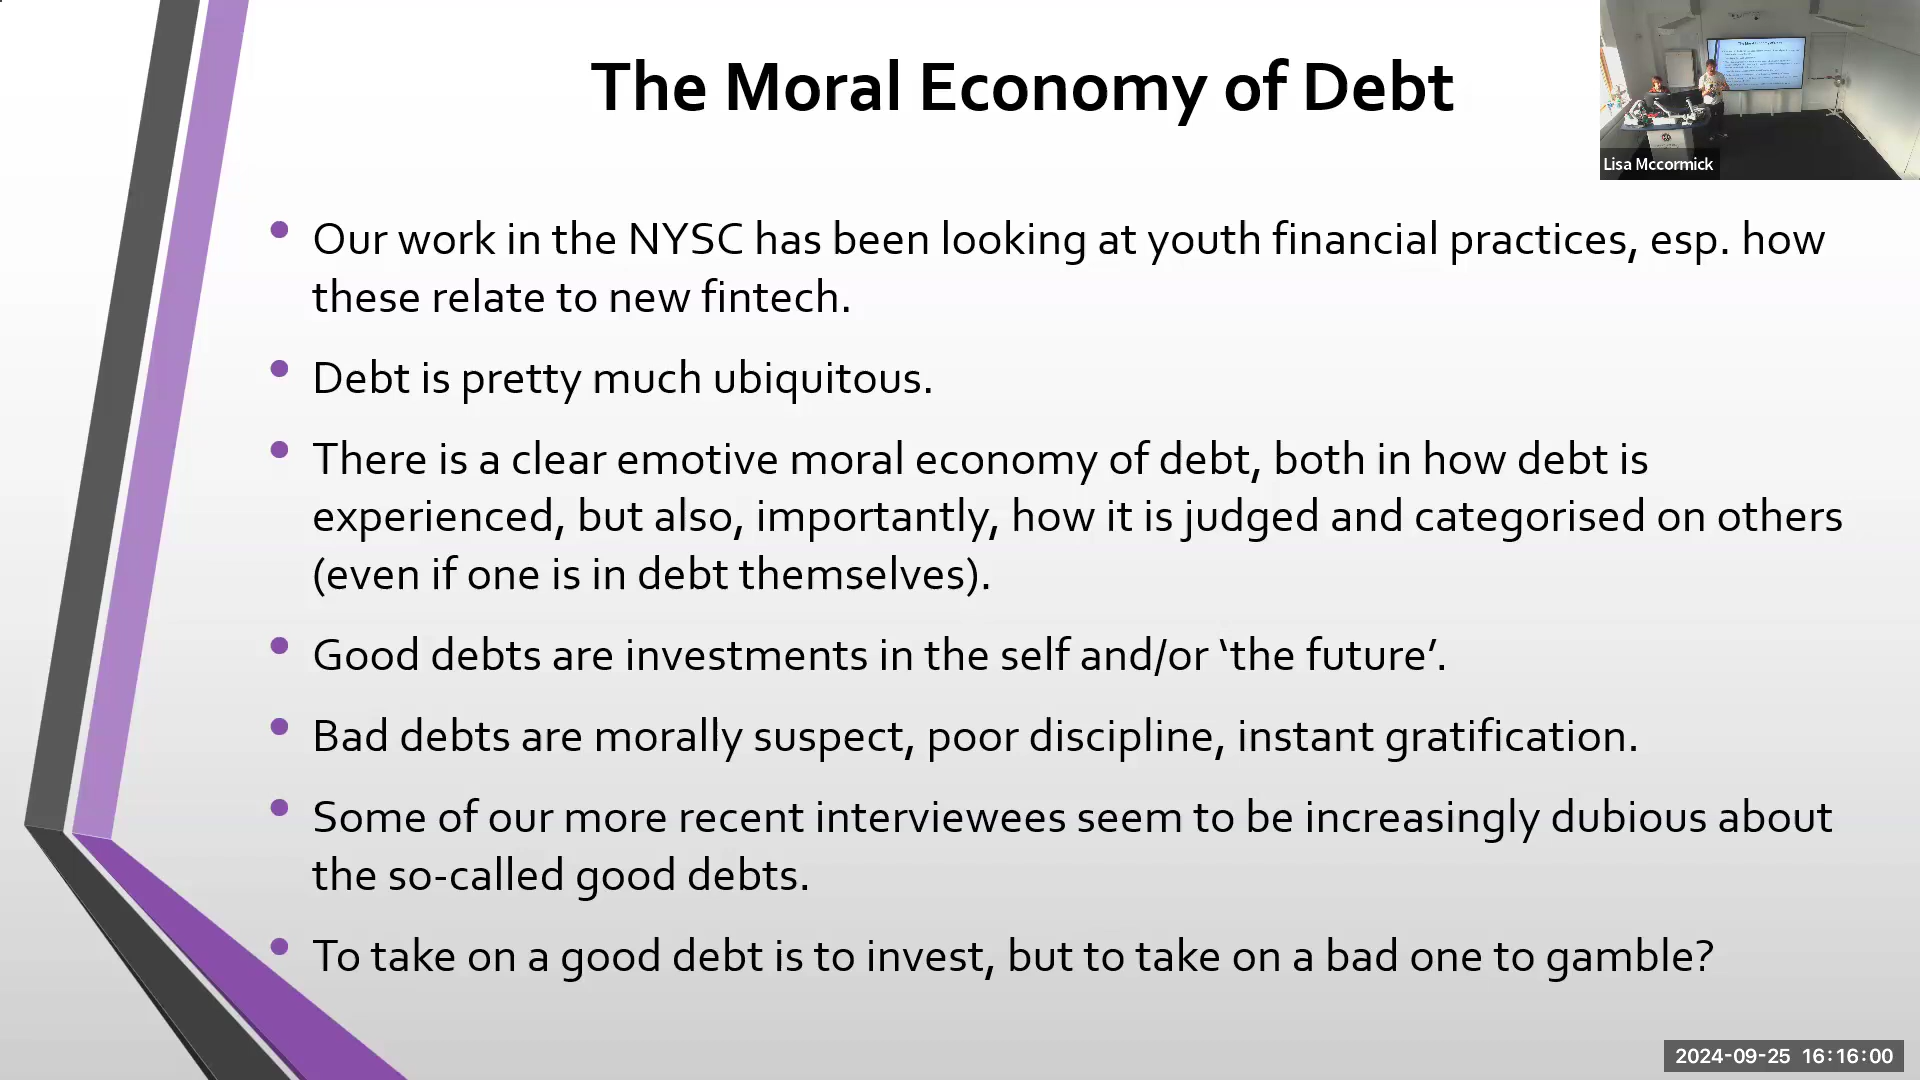 The Moral Economy of Debt
Lisa Mccormick
Our work in the NYSC has been looking at youth financial practices, esp. how
these relate to new fintech.
Debt is pretty much ubiquitous.
There is a clear emotive moral economy of debt, both in how debt is
experienced, but also, importantly, how it is judged and categorised on others
(even if one is in debt themselves).
Good debts are investments in the self and/or ‘the future’.
Bad debts are morally suspect, poor discipline, instant gratification.
Some of our more recent interviewees seem to be increasingly dubious about
the so-called good debts.
To take on a good debt is to invest, but to take on a bad one to gamble?
2024-09-25 16:16:00